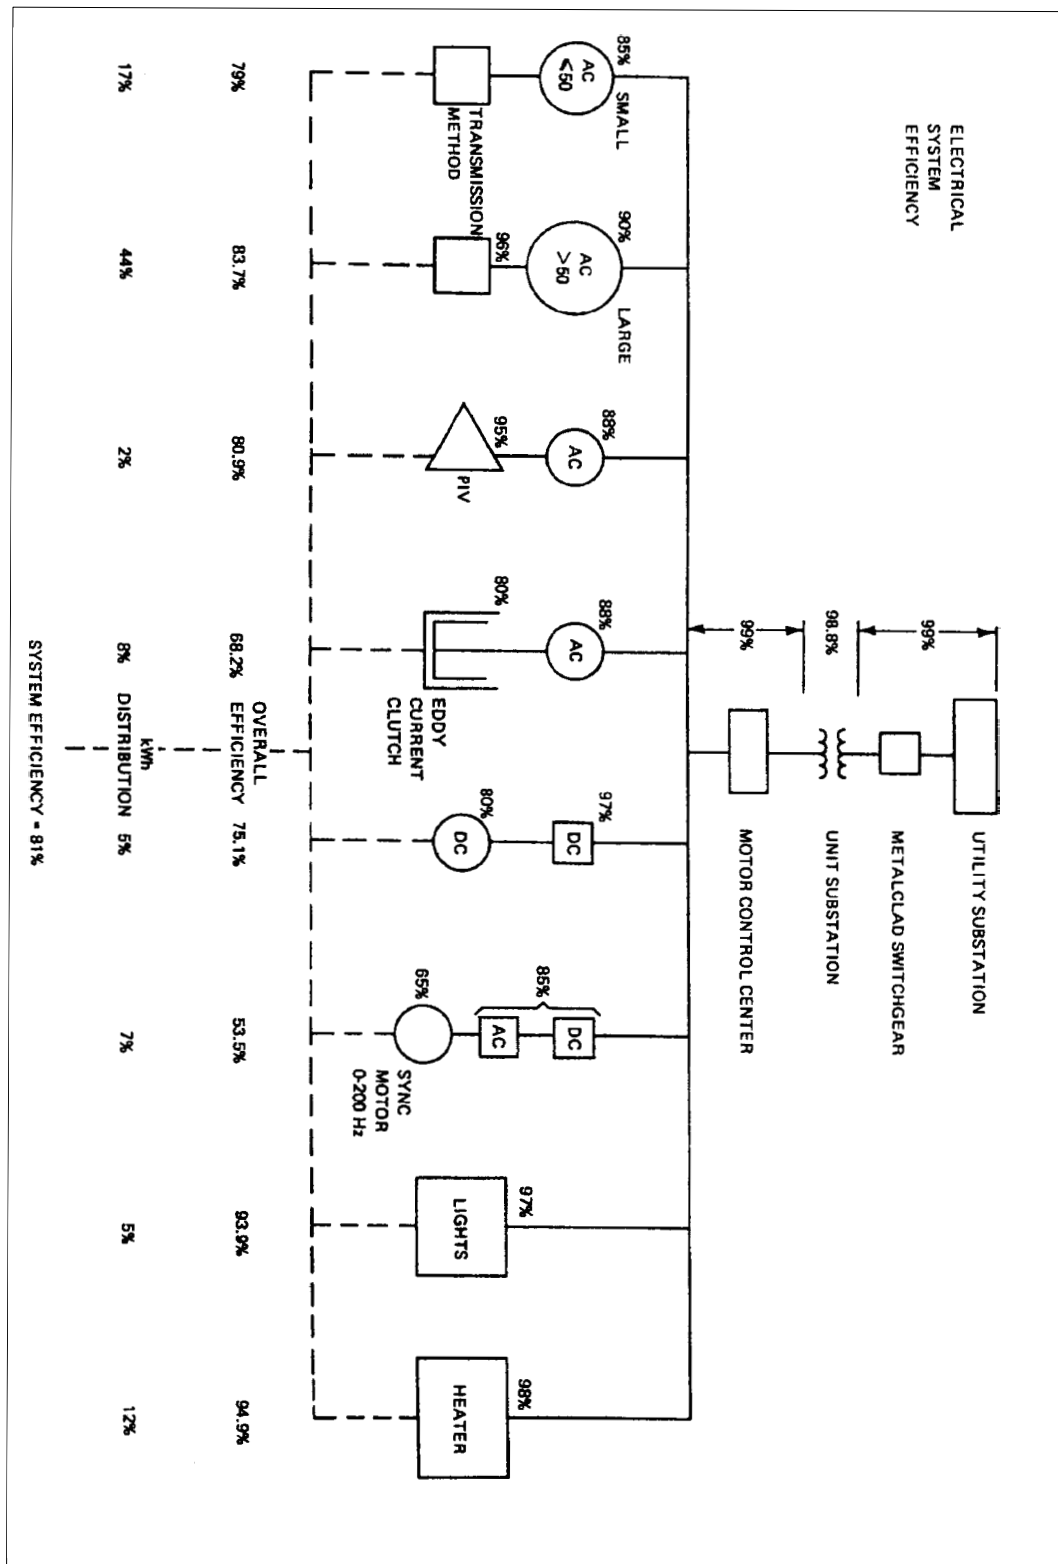 ELECTRICAL
SYSTEM
EFFICIENCY
UTILITY SUBSTATION
99%
METALCLAD SWITCHGEAR
98.8%
UNIT SUBSTATION
99%
MOTOR CONTROL CENTER
85%
SMALL
AC
≤50
90%
LARGE
AC
>50
88%
AC
88%
AC
97%
DC
85%
DC
AC
97%
98%
TRANSMISSION
METHOD
96%
95%
PIV
80%
EDDY
CURRENT
CLUTCH
80%
DC
65%
SYNC
MOTOR
0-200 Hz
LIGHTS
HEATER
OVERALL
EFFICIENCY
79%
83.7%
80.9%
68.2%
75.1%
53.5%
93.9%
94.9%
kWh
DISTRIBUTION
17%
44%
2%
8%
5%
7%
5%
12%
SYSTEM EFFICIENCY = 81%